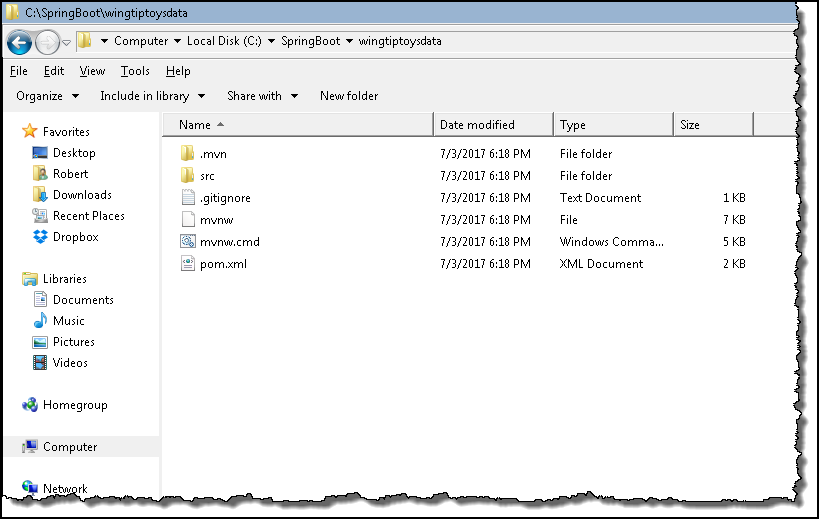 C:\SpringBoot\wingtiptoysdata
Computer Local Disk (C:) SpringBoot wingtiptoysdata
File Edit View Tools Help
Organize Include in library Share with New folder
Favorites
Desktop
Robert
Downloads
Recent Places
Dropbox
Libraries
Documents
Music
Pictures
Videos
Homegroup
Computer
Network
Name Date modified Type Size
.mvn 7/3/2017 6:18 PM File folder
src 7/3/2017 6:18 PM File folder
.gitignore 7/3/2017 6:18 PM Text Document 1 KB
mvnw 7/3/2017 6:18 PM File 7 KB
mvnw.cmd 7/3/2017 6:18 PM Windows Comma... 5 KB
pom.xml 7/3/2017 6:18 PM XML Document 2 KB